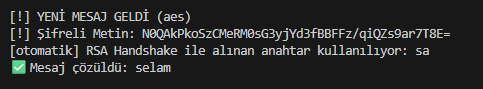 [!] YENİ MESAJ GELDİ (aes)
[!] Şifreli Metin: N0QAkPkoSzCMeRM0sG3yjYd3fBBFFz/qiQZs9ar7T8E=
[otomatik] RSA Handshake ile alınan anahtar kullanılıyor: sa
✅ Mesaj çözüldü: selam